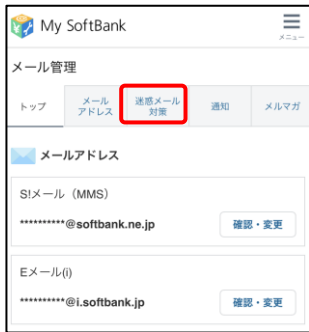 My SoftBank
メニュー
メール管理
トップ
メール
アドレス
迷惑メール
対策
通知
メルマガ
メールアドレス
S!メール（MMS）
**********@softbank.ne.jp
確認・変更
Eメール(i)
**********@i.softbank.jp
確認・変更